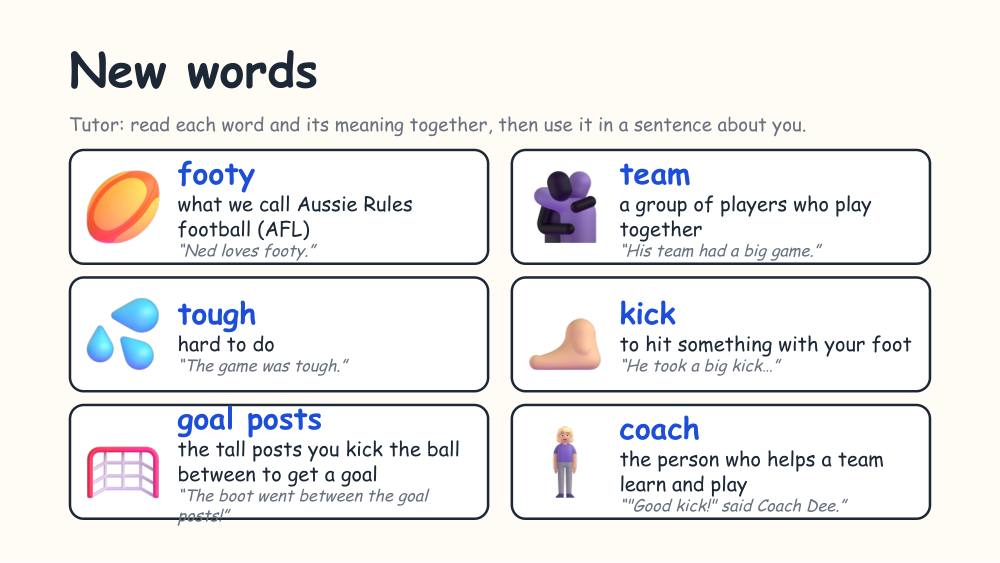 New words
Tutor: read each word and its meaning together, then use it in a sentence about you.
footy
what we call Aussie Rules
football (AFL)
“Ned loves footy.”
team
a group of players who play
together
“His team had a big game.”
tough
hard to do
“The game was tough.”
kick
to hit something with your foot
“He took a big kick…”
goal posts
the tall posts you kick the ball
between to get a goal
“The boot went between the goal
posts!”
coach
the person who helps a team
learn and play
“"Good kick!" said Coach Dee.”